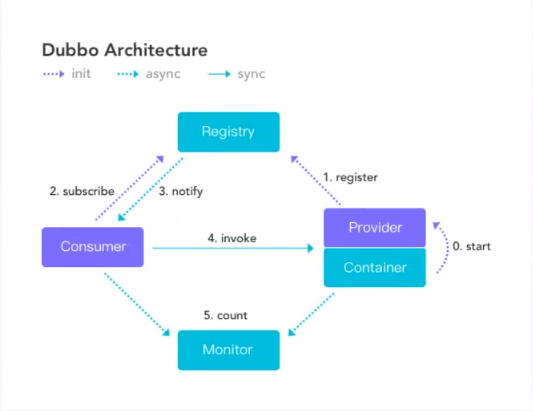 Dubbo Architecture
init async sync
Registry
1. register
2. subscribe 3. notify
Provider
4. invoke
0. start
Consumer
Container
5. count
Monitor